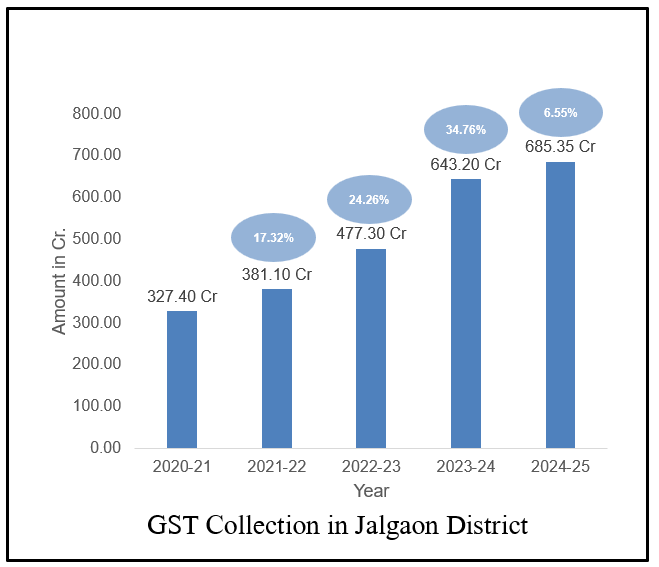 800.00
700.00
600.00
500.00
400.00
300.00
200.00
100.00
0.00
Amount in Cr.
327.40 Cr
17.32%
381.10 Cr
24.26%
477.30 Cr
34.76%
643.20 Cr
6.55%
685.35 Cr
2020-21 2021-22 2022-23 2023-24 2024-25
Year
GST Collection in Jalgaon District